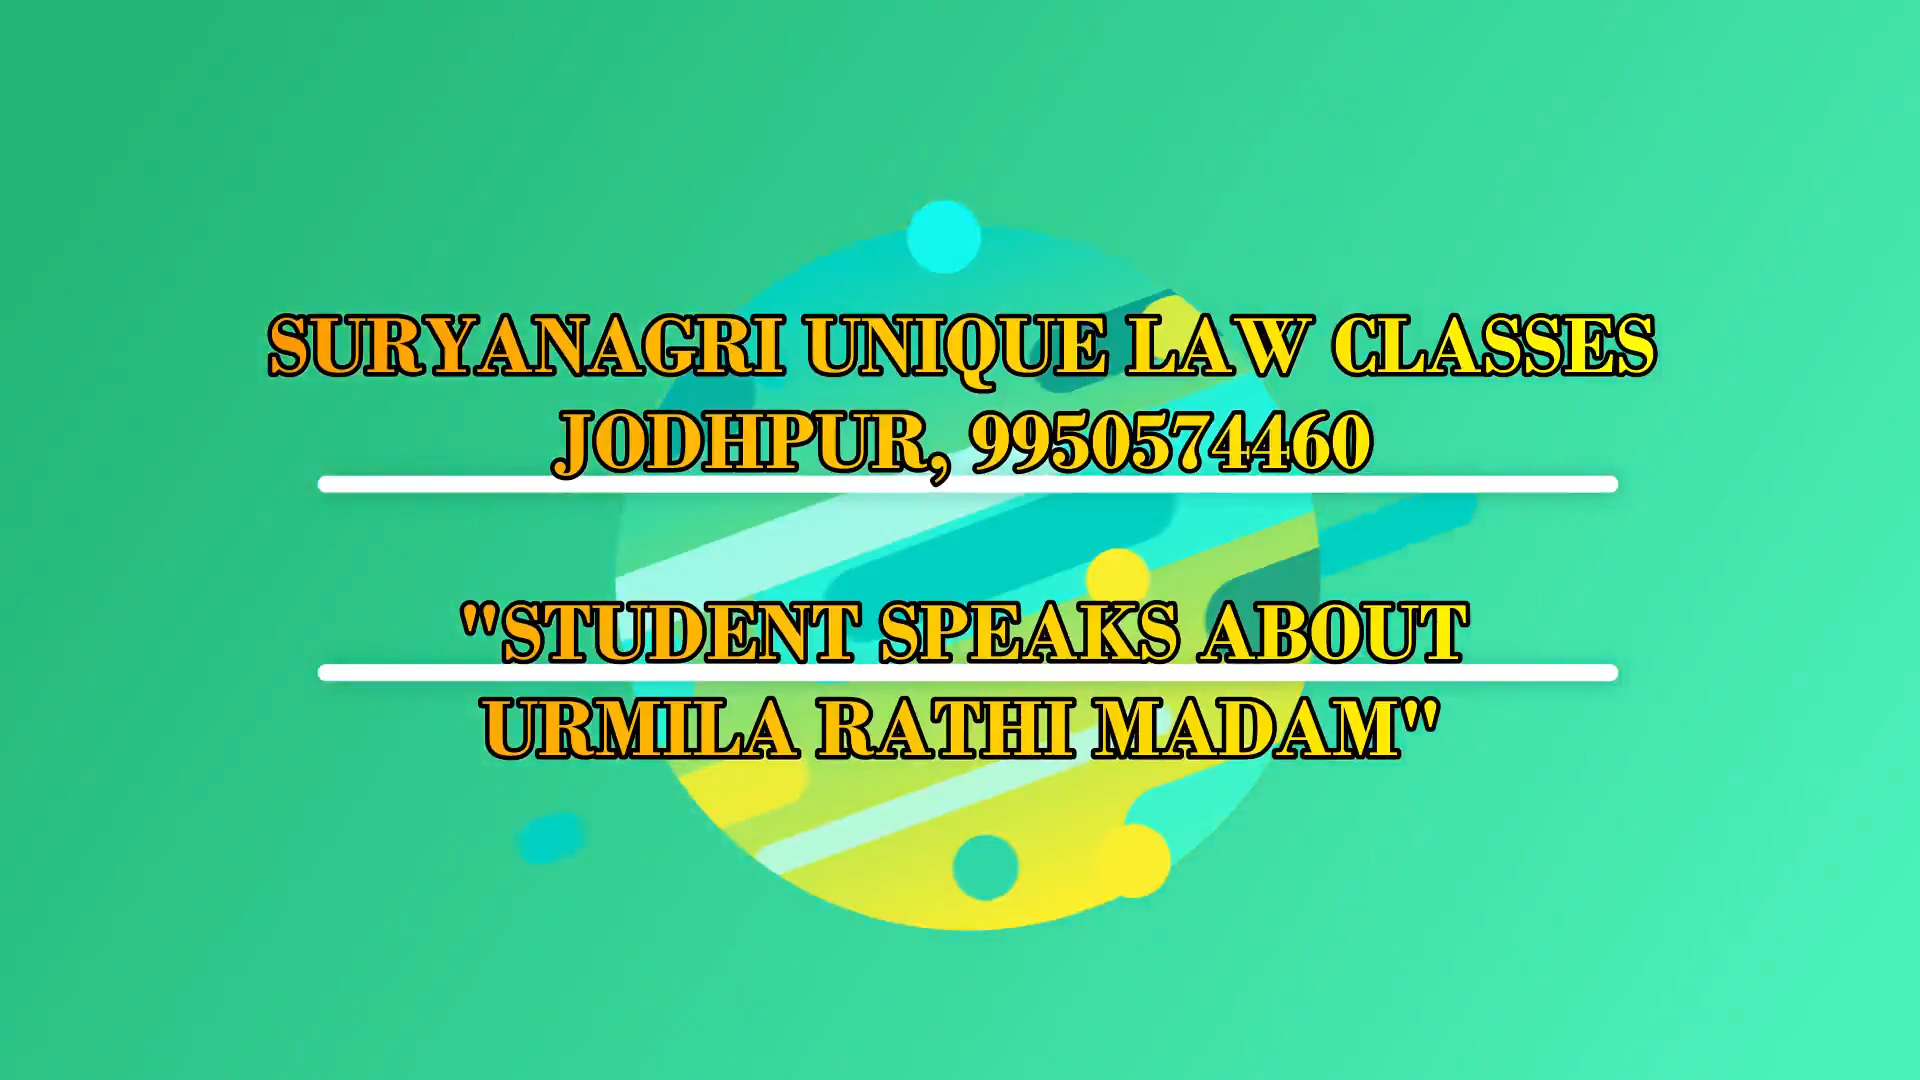 SURYANAGRI UNIQUE LAW CLASSES
JODHPUR, 9950574460
"STUDENT SPEAKS ABOUT
URMILA RATHI MADAM"